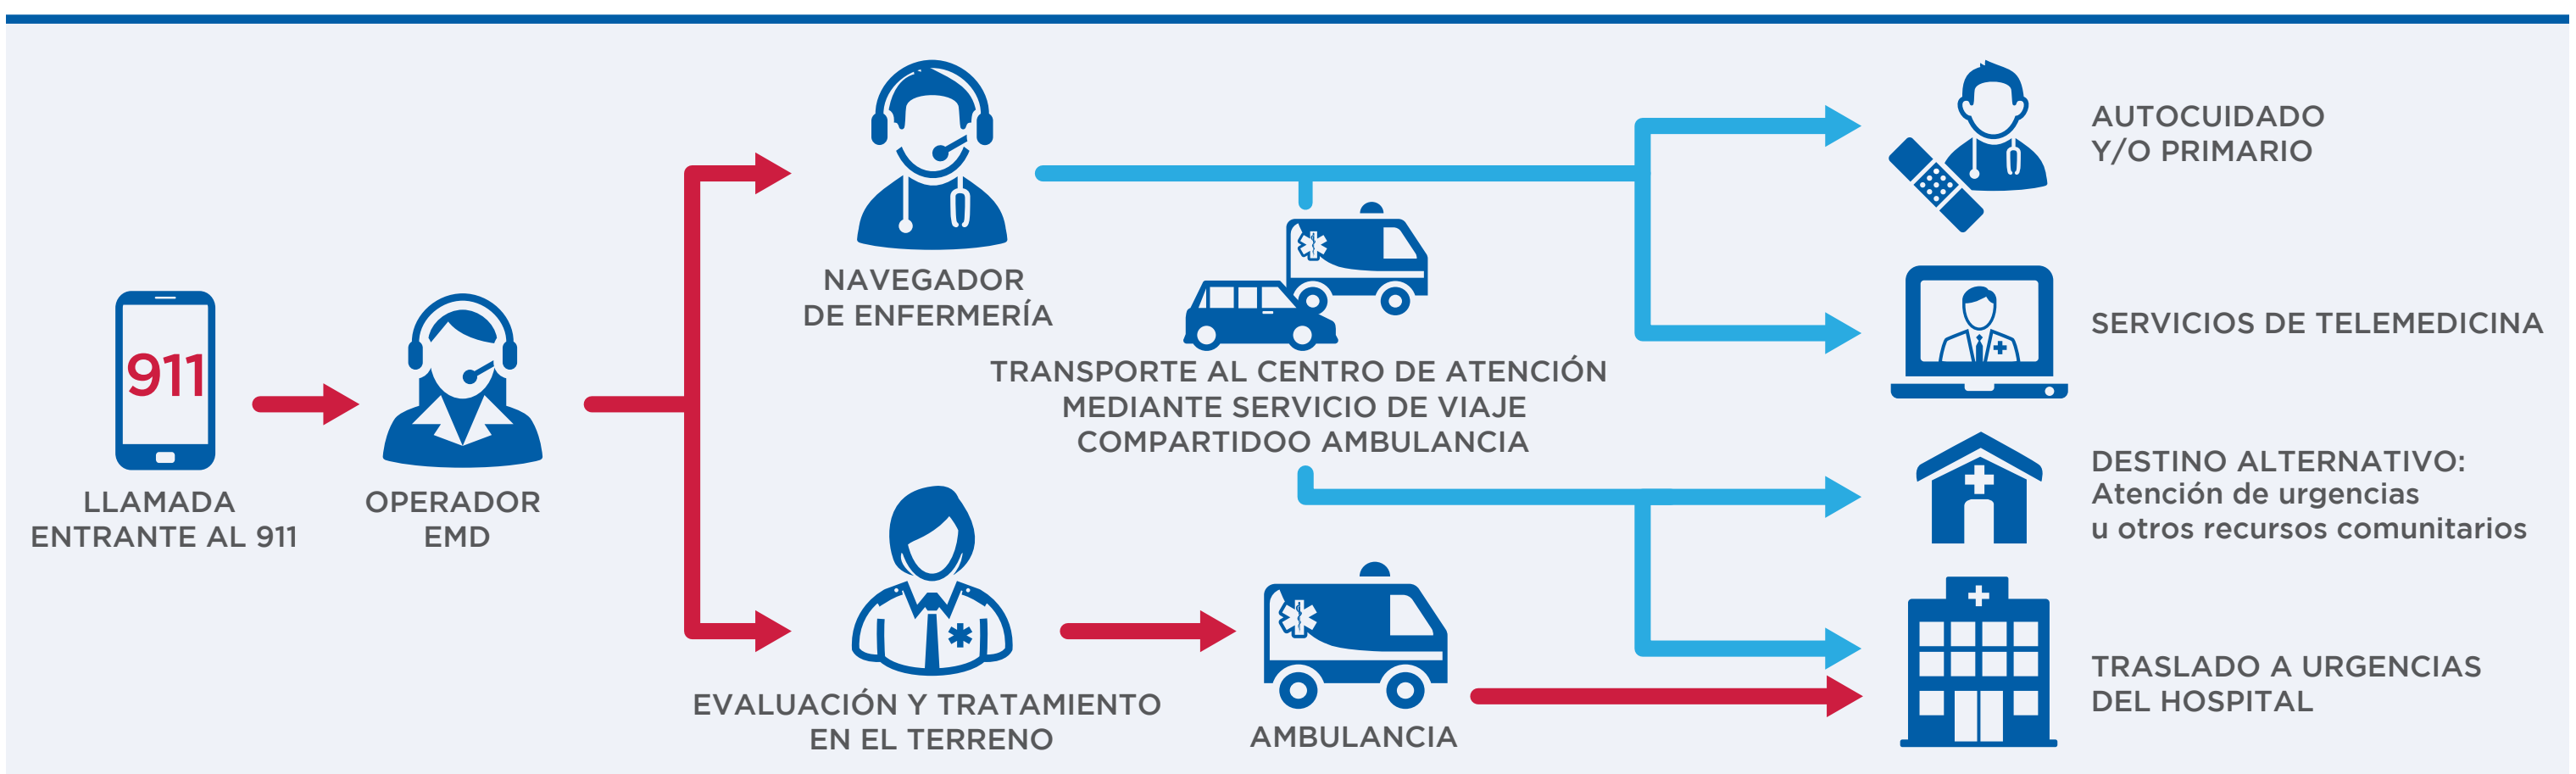 911
LLAMADA
ENTRANTE AL 911
OPERADOR
EMD
NAVEGADOR
DE ENFERMERÍA
TRANSPORTE AL CENTRO DE ATENCIÓN
MEDIANTE SERVICIO DE VIAJE
COMPARTIDOO AMBULANCIA
EVALUACIÓN Y TRATAMIENTO
EN EL TERRENO
AMBULANCIA
AUTOCUIDADO
Y/O PRIMARIO
SERVICIOS DE TELEMEDICINA
DESTINO ALTERNATIVO:
Atención de urgencias
u otros recursos comunitarios
TRASLADO A URGENCIAS
DEL HOSPITAL